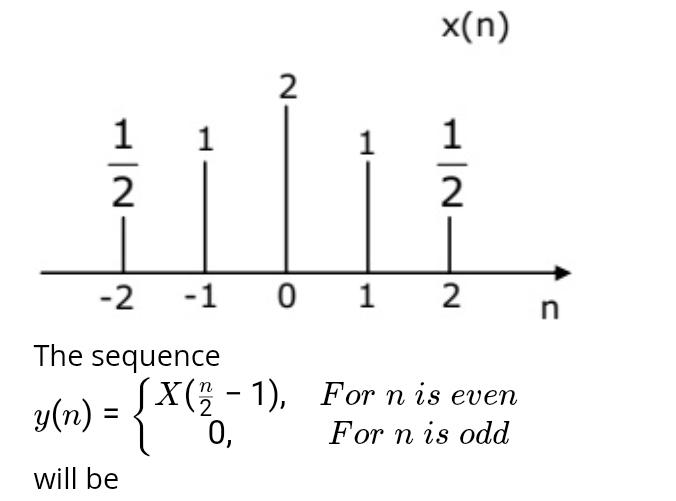 x(n)
2
1/2 1 1 1/2
-2 -1 0 1 2 n
The sequence
y(n) = { X(n/2 - 1), For n is even
0, For n is odd
will be